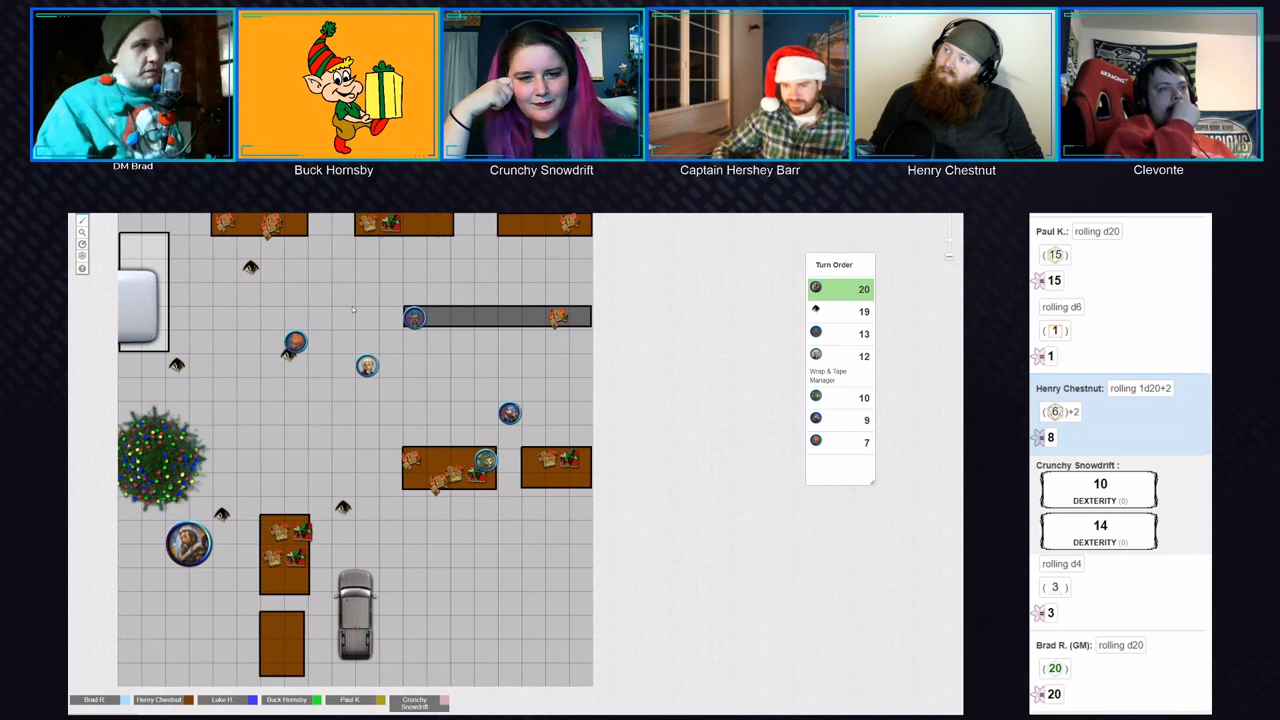 DM Brad
Buck Hornsby
Crunchy Snowdrift
Captain Hershey Barr
Henry Chestnut
Clevonte
AKRACING
Turn Order
20
19
13
12
Wrap & Tape
Manager
10
9
7
Paul K.: rolling d20
(15)
15
rolling d6
(1)
1
Henry Chestnut: rolling 1d20+2
(6)+2
8
Crunchy Snowdrift :
10
DEXTERITY (0)
14
DEXTERITY (0)
rolling d4
(3)
3
Brad R. (GM): rolling d20
(20)
20
Brad R.
Henry Chestnut
Luke H.
Buck Hornsby
Paul K.
Crunchy
Snowdrift